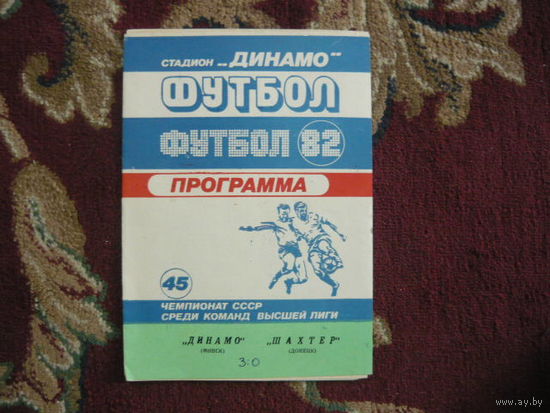 СТАДИОН „ДИНАМО"
ФУТБОЛ
ФУТБОЛ 82
ПРОГРАММА
45
ЧЕМПИОНАТ СССР
СРЕДИ КОМАНД ВЫСШЕЙ ЛИГИ
„ДИНАМО" „ШАХТЕР"
(МИНСК) (ДОНЕЦК)
3:0
www.ay.by